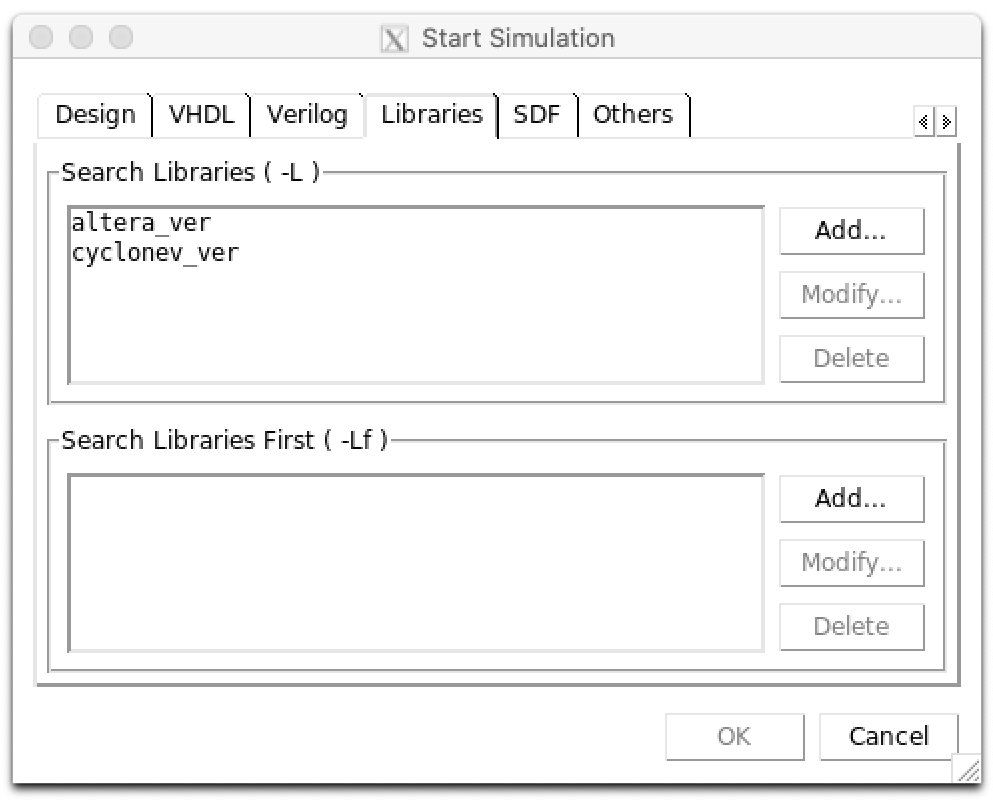 Start Simulation
Design VHDL Verilog Libraries SDF Others
Search Libraries ( -L )
altera_ver
cyclonev_ver
Add...
Modify...
Delete
Search Libraries First ( -Lf )
Add...
Modify...
Delete
OK Cancel